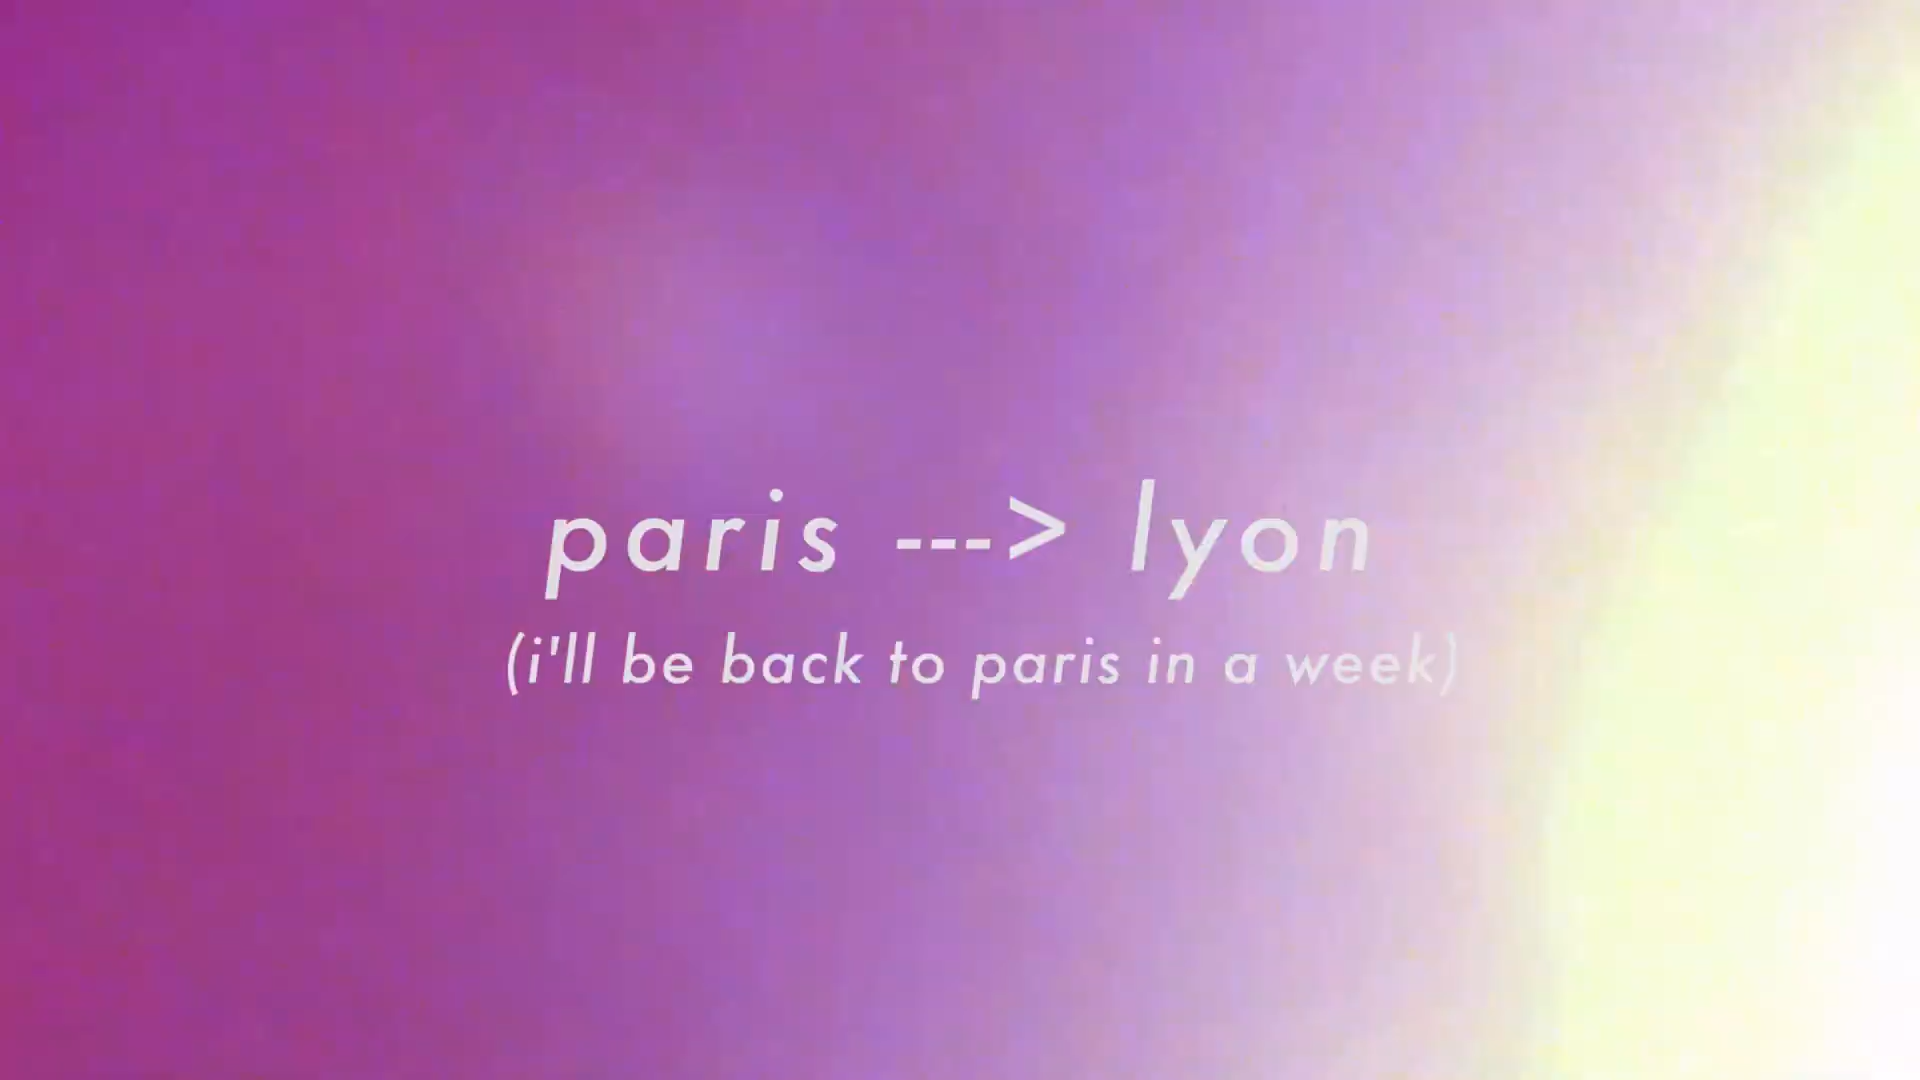 paris ---> lyon
(i'll be back to paris in a week)